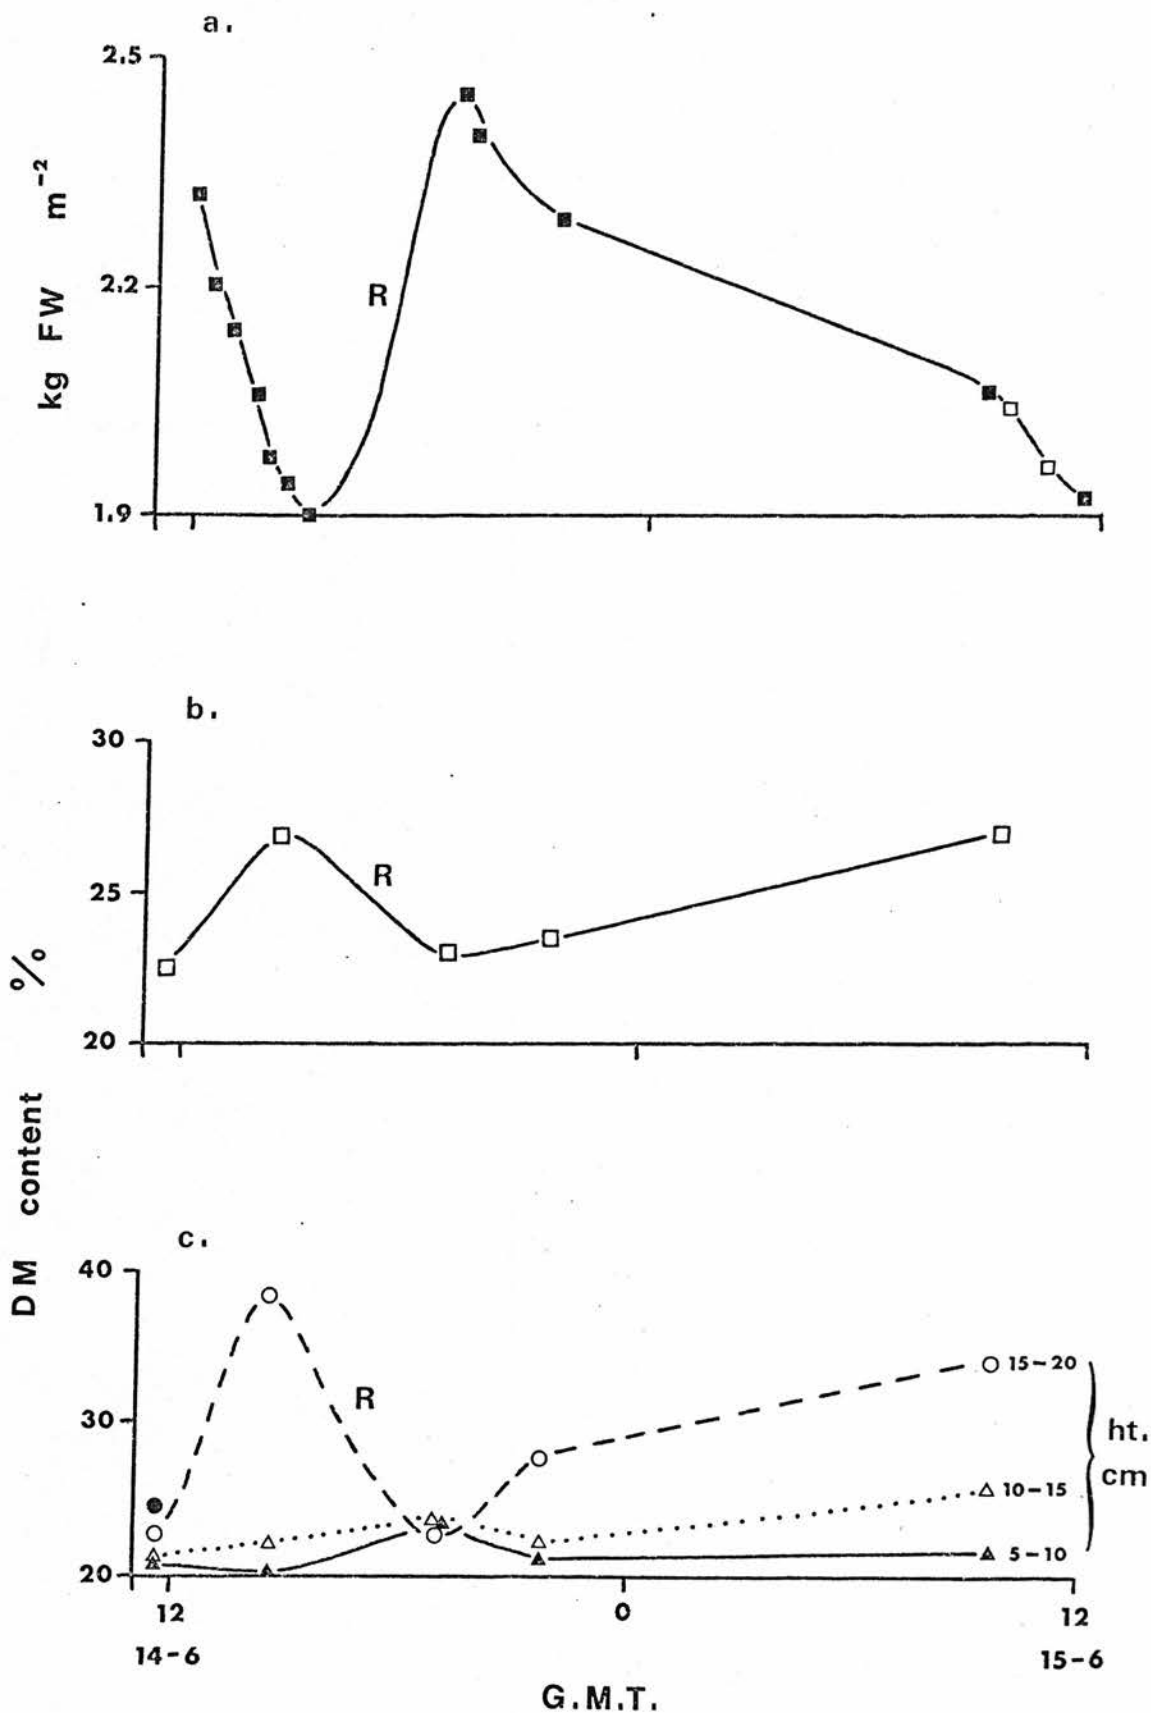 a.
2.5
2.2
1.9
kg FW m⁻²
R
b.
30
25
20
R
DM content %
c.
40
30
20
R
15-20
10-15
5-10
ht.
cm
12 0 12
14-6 15-6
G.M.T.